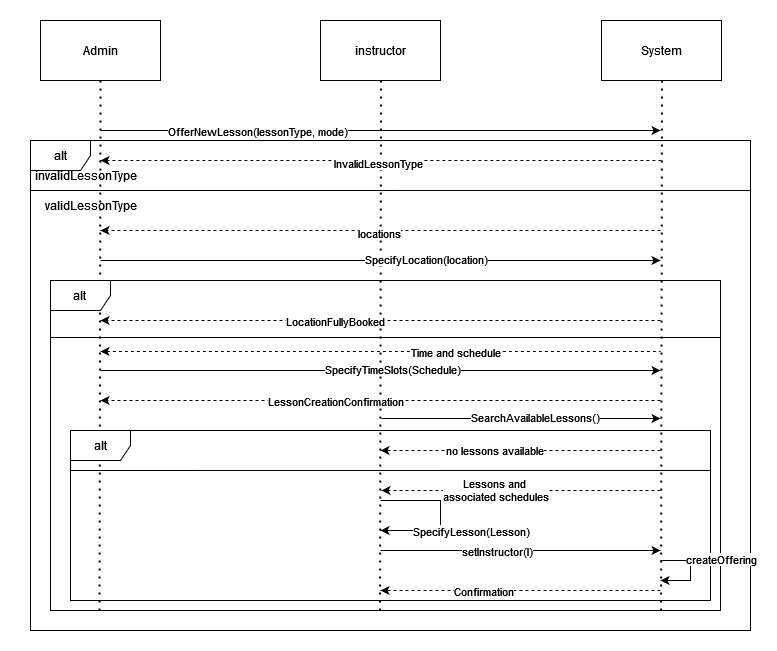 Admin
instructor
System
OfferNewLesson(lessonType, mode)
alt
InvalidLessonType
invalidLessonType
validLessonType
locations
SpecifyLocation(location)
alt
LocationFullyBooked
Time and schedule
SpecifyTimeSlots(Schedule)
LessonCreationConfirmation
SearchAvailableLessons()
alt
no lessons available
Lessons and
associated schedules
SpecifyLesson(Lesson)
setInstructor(I)
createOffering
Confirmation